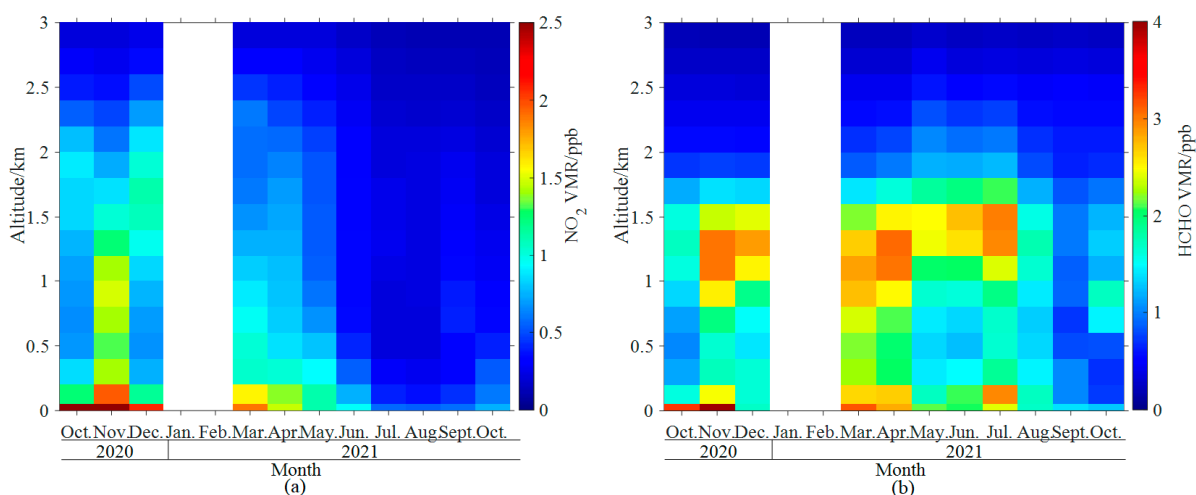 3
2.5
2
1.5
1
0.5
0
Altitude/km
2.5
2
1.5
1
0.5
0
NO2 VMR/ppb
Oct. Nov. Dec. Jan. Feb. Mar. Apr. May. Jun. Jul. Aug. Sept. Oct.
2020 2021
Month
(a)
3
2.5
2
1.5
1
0.5
0
Altitude/km
4
3
2
1
0
HCHO VMR/ppb
Oct. Nov. Dec. Jan. Feb. Mar. Apr. May. Jun. Jul. Aug. Sept. Oct.
2020 2021
Month
(b)